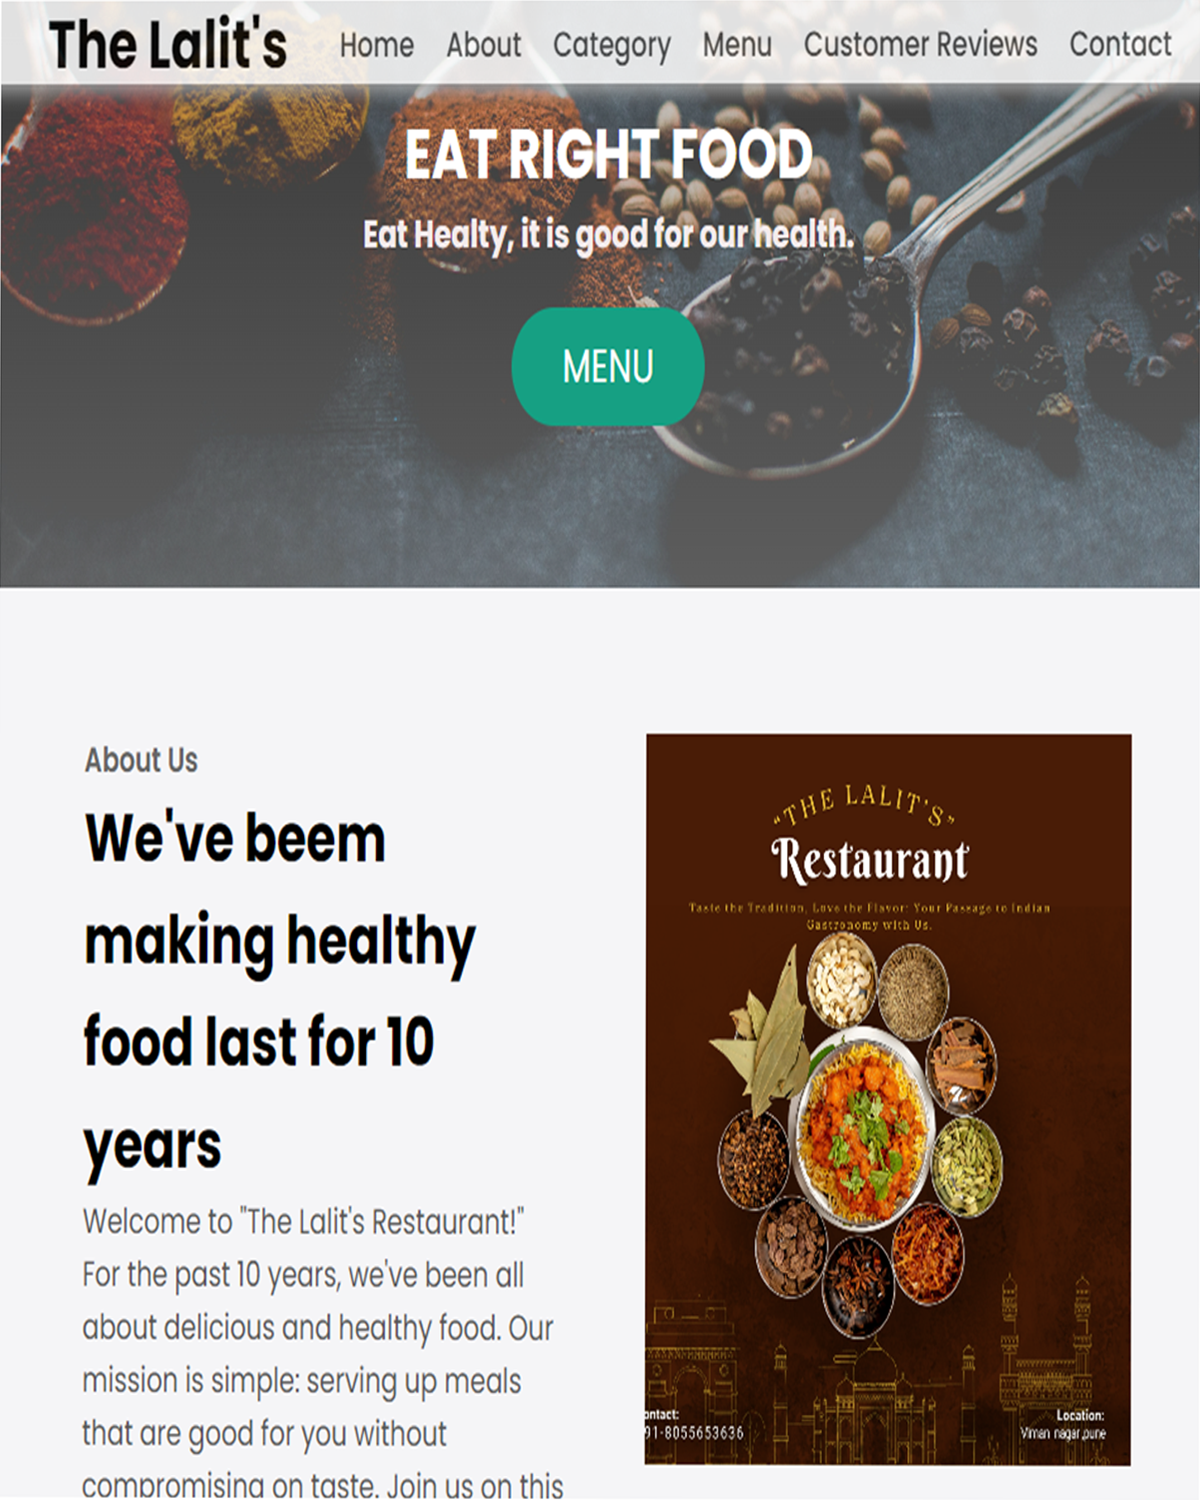 The Lalit's Home About Category Menu Customer Reviews Contact
EAT RIGHT FOOD
Eat Healty, it is good for our health.
MENU
About Us
We've beem
making healthy
food last for 10
years
Welcome to "The Lalit's Restaurant!"
For the past 10 years, we've been all
about delicious and healthy food. Our
mission is simple: serving up meals
that are good for you without
compromising on taste. Join us on this
"THE LALIT'S"
Restaurant
Taste the Tradition, Love the Flavor: Your Passage to Indian
Gastronomy with Us.
ontact:
91-8055653636
Location:
Viman nagar,pune